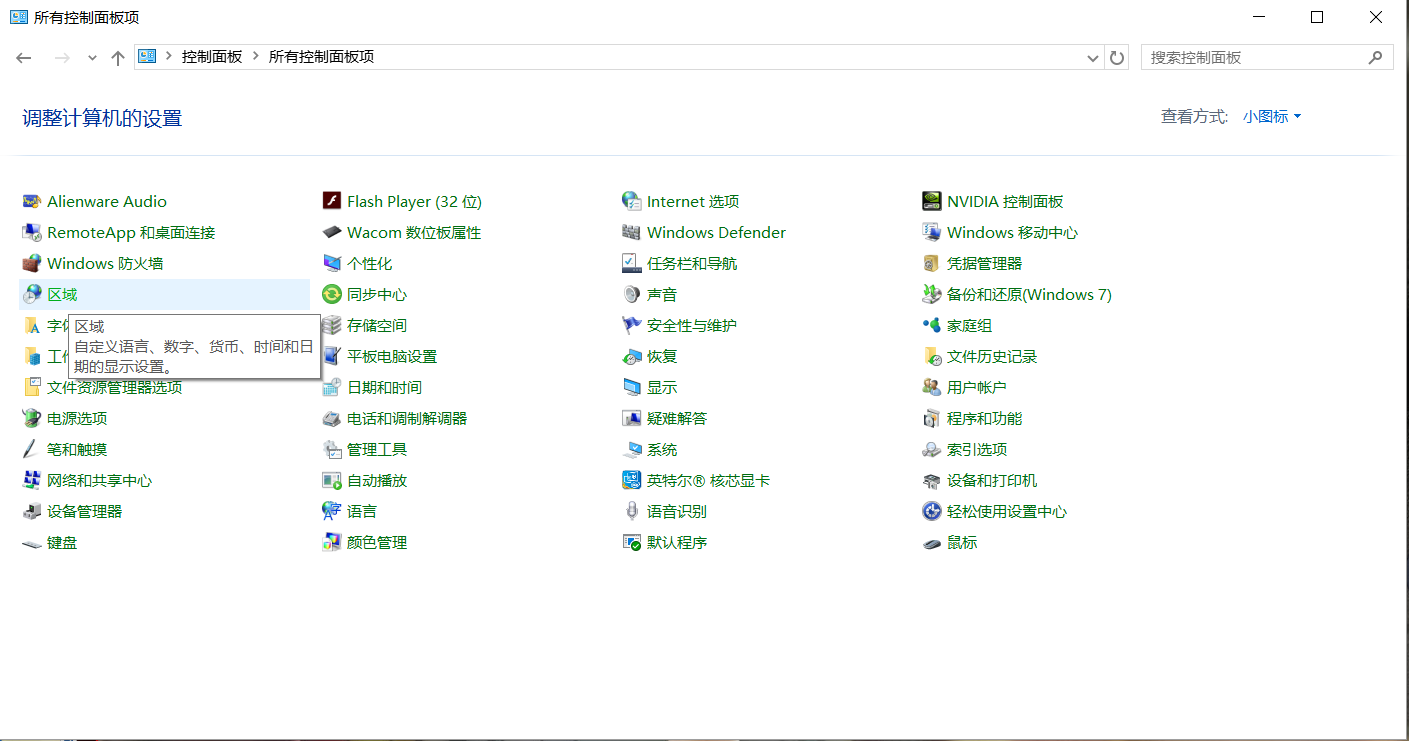 所有控制面板项
控制面板 所有控制面板项
搜索控制面板
调整计算机的设置
查看方式: 小图标
Alienware Audio
Flash Player (32 位)
Internet 选项
NVIDIA 控制面板
RemoteApp 和桌面连接
Wacom 数位板属性
Windows Defender
Windows 移动中心
Windows 防火墙
个性化
任务栏和导航
凭据管理器
区域
同步中心
声音
备份和还原(Windows 7)
字
存储空间
安全性与维护
家庭组
区域
自定义语言、数字、货币、时间和日
期的显示设置。
工
平板电脑设置
恢复
文件历史记录
文件资源管理器选项
日期和时间
显示
用户帐户
电源选项
电话和调制解调器
疑难解答
程序和功能
笔和触摸
管理工具
系统
索引选项
网络和共享中心
自动播放
英特尔® 核芯显卡
设备和打印机
设备管理器
语言
语音识别
轻松使用设置中心
键盘
颜色管理
默认程序
鼠标